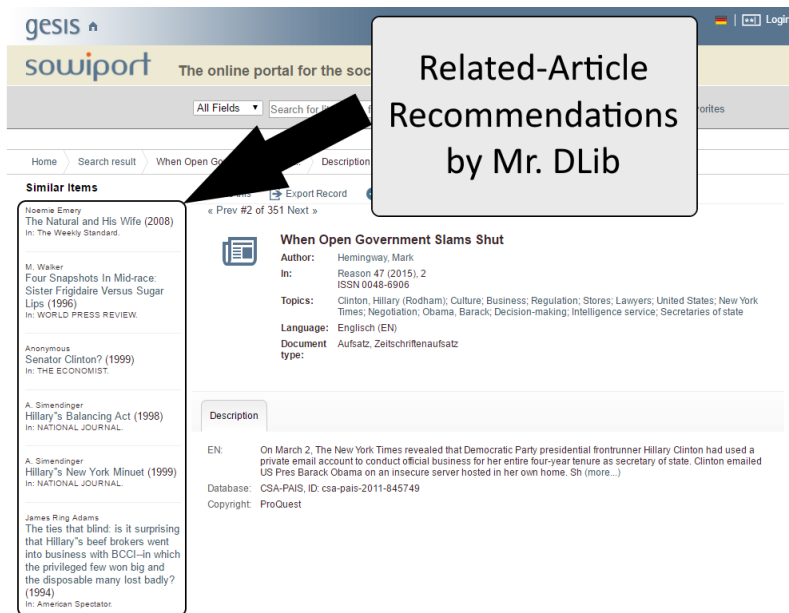 gesis
Login
sowiport
The online portal for the soc
Related-Article
Recommendations
by Mr. DLib
All Fields
Search for
orites
Home
Search result
When Open Go
Description
Similar Items
Export Record
« Prev #2 of 351 Next »
Noemie Emery
The Natural and His Wife (2008)
In: The Weekly Standard.
M. Walker
Four Snapshots In Mid-race:
Sister Frigidaire Versus Sugar
Lips (1996)
In: WORLD PRESS REVIEW.
Anonymous
Senator Clinton? (1999)
In: THE ECONOMIST.
A. Simendinger
Hillary"s Balancing Act (1998)
In: NATIONAL JOURNAL.
A. Simendinger
Hillary"s New York Minuet (1999)
In: NATIONAL JOURNAL.
James Ring Adams
The ties that blind: is it surprising
that Hillary"s beef brokers went
into business with BCCI--in which
the privileged few won big and
the disposable many lost badly?
(1994)
In: American Spectator.
When Open Government Slams Shut
Author: Hemingway, Mark
In: Reason 47 (2015), 2
ISSN 0048-6906
Topics: Clinton, Hillary (Rodham); Culture; Business; Regulation; Stores; Lawyers; United States; New York
Times; Negotiation; Obama, Barack; Decision-making; Intelligence service; Secretaries of state
Language: Englisch (EN)
Document Aufsatz, Zeitschriftenaufsatz
type:
Description
EN: On March 2, The New York Times revealed that Democratic Party presidential frontrunner Hillary Clinton had used a
private email account to conduct official business for her entire four-year tenure as secretary of state. Clinton emailed
US Pres Barack Obama on an insecure server hosted in her own home. Sh (more...)
Database: CSA-PAIS, ID: csa-pais-2011-845749
Copyright: ProQuest